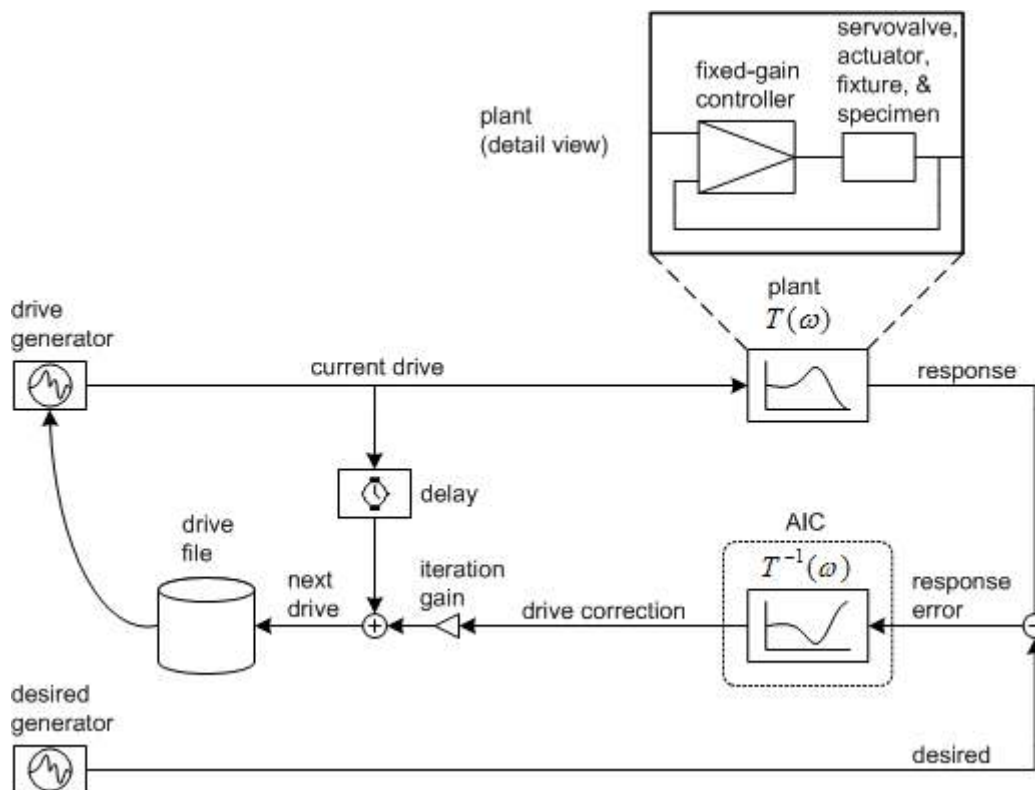 servovalve,
actuator,
fixture, &
specimen
fixed-gain
controller
plant
(detail view)
plant
T(ω)
drive
generator
current drive
response
delay
AIC
T⁻¹(ω)
drive
file
next
drive
iteration
gain
drive correction
response
error
desired
generator
desired